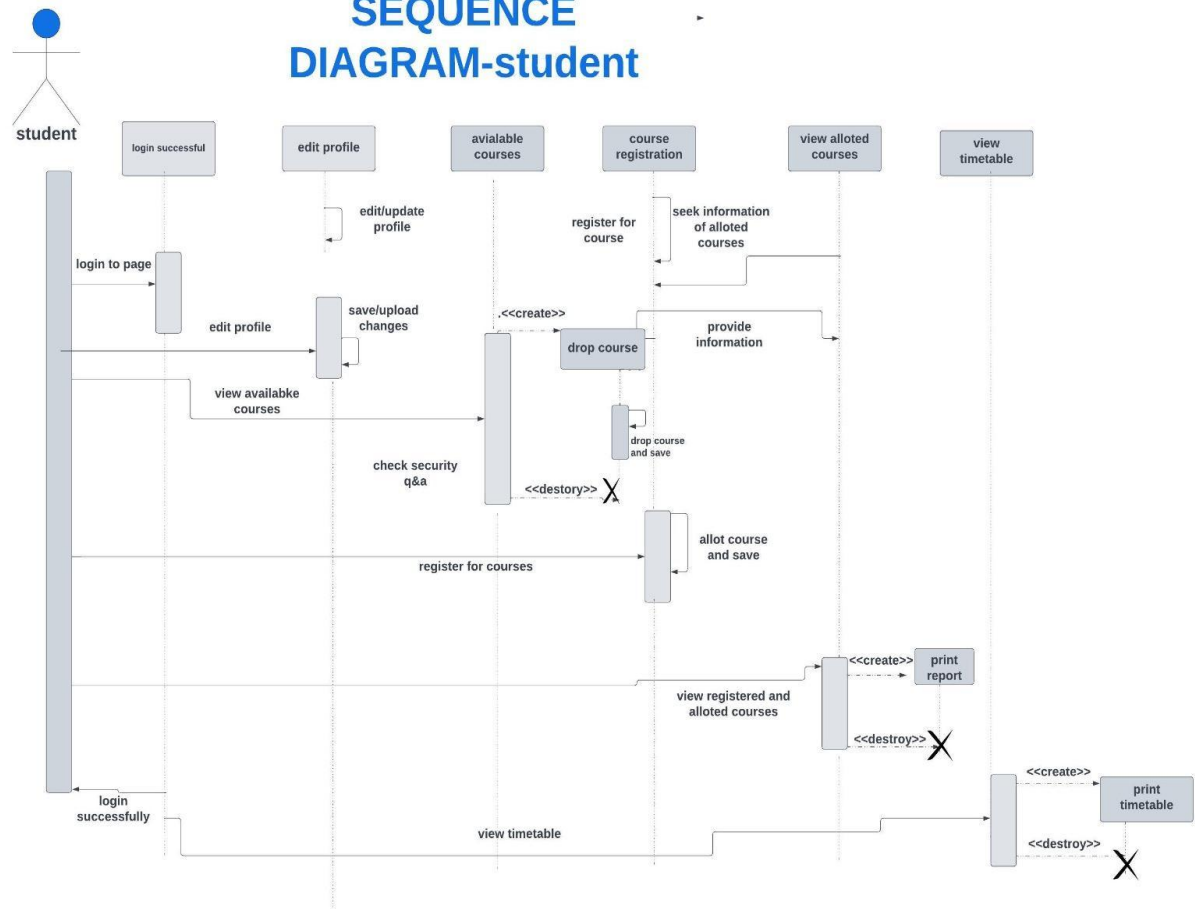 SEQUENCE
DIAGRAM-student
student
login successful
edit profile
avialable
courses
course
registration
view alloted
courses
view
timetable
edit/update
profile
register for
course
seek information
of alloted
courses
login to page
edit profile
save/upload
changes
.<<create>>
drop course
provide
information
view availabke
courses
drop course
and save
check security
q&a
<<destory>>
allot course
and save
register for courses
<<create>>
print
report
view registered and
alloted courses
<<destroy>>
<<create>>
print
timetable
login
successfully
view timetable
<<destroy>>